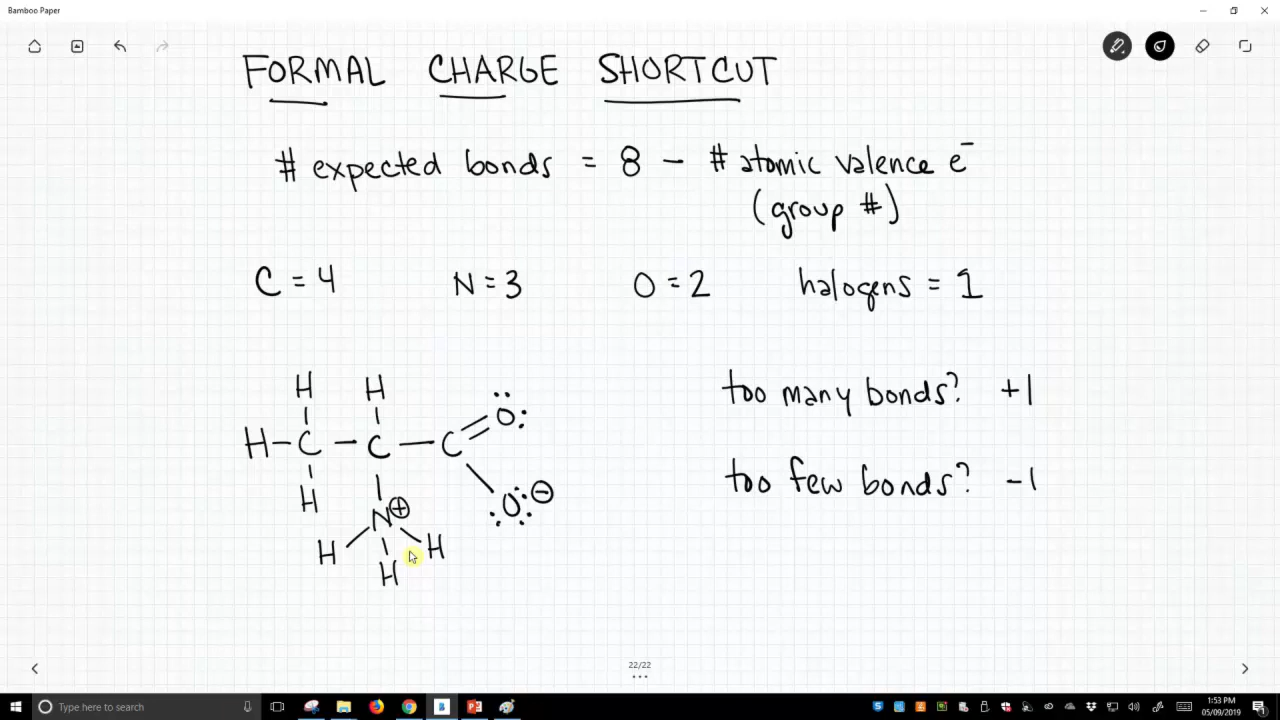 Bamboo Paper
FORMAL CHARGE SHORTCUT
# expected bonds = 8 - # atomic valence e⁻
(group #)
C = 4 N = 3 O = 2 halogens = 1
too many bonds? +1
too few bonds? -1
H H
H-C-C-C=O
H
N⊕ O⊖
H H
H
22/22
Type here to search
1:53 PM
05/09/2019